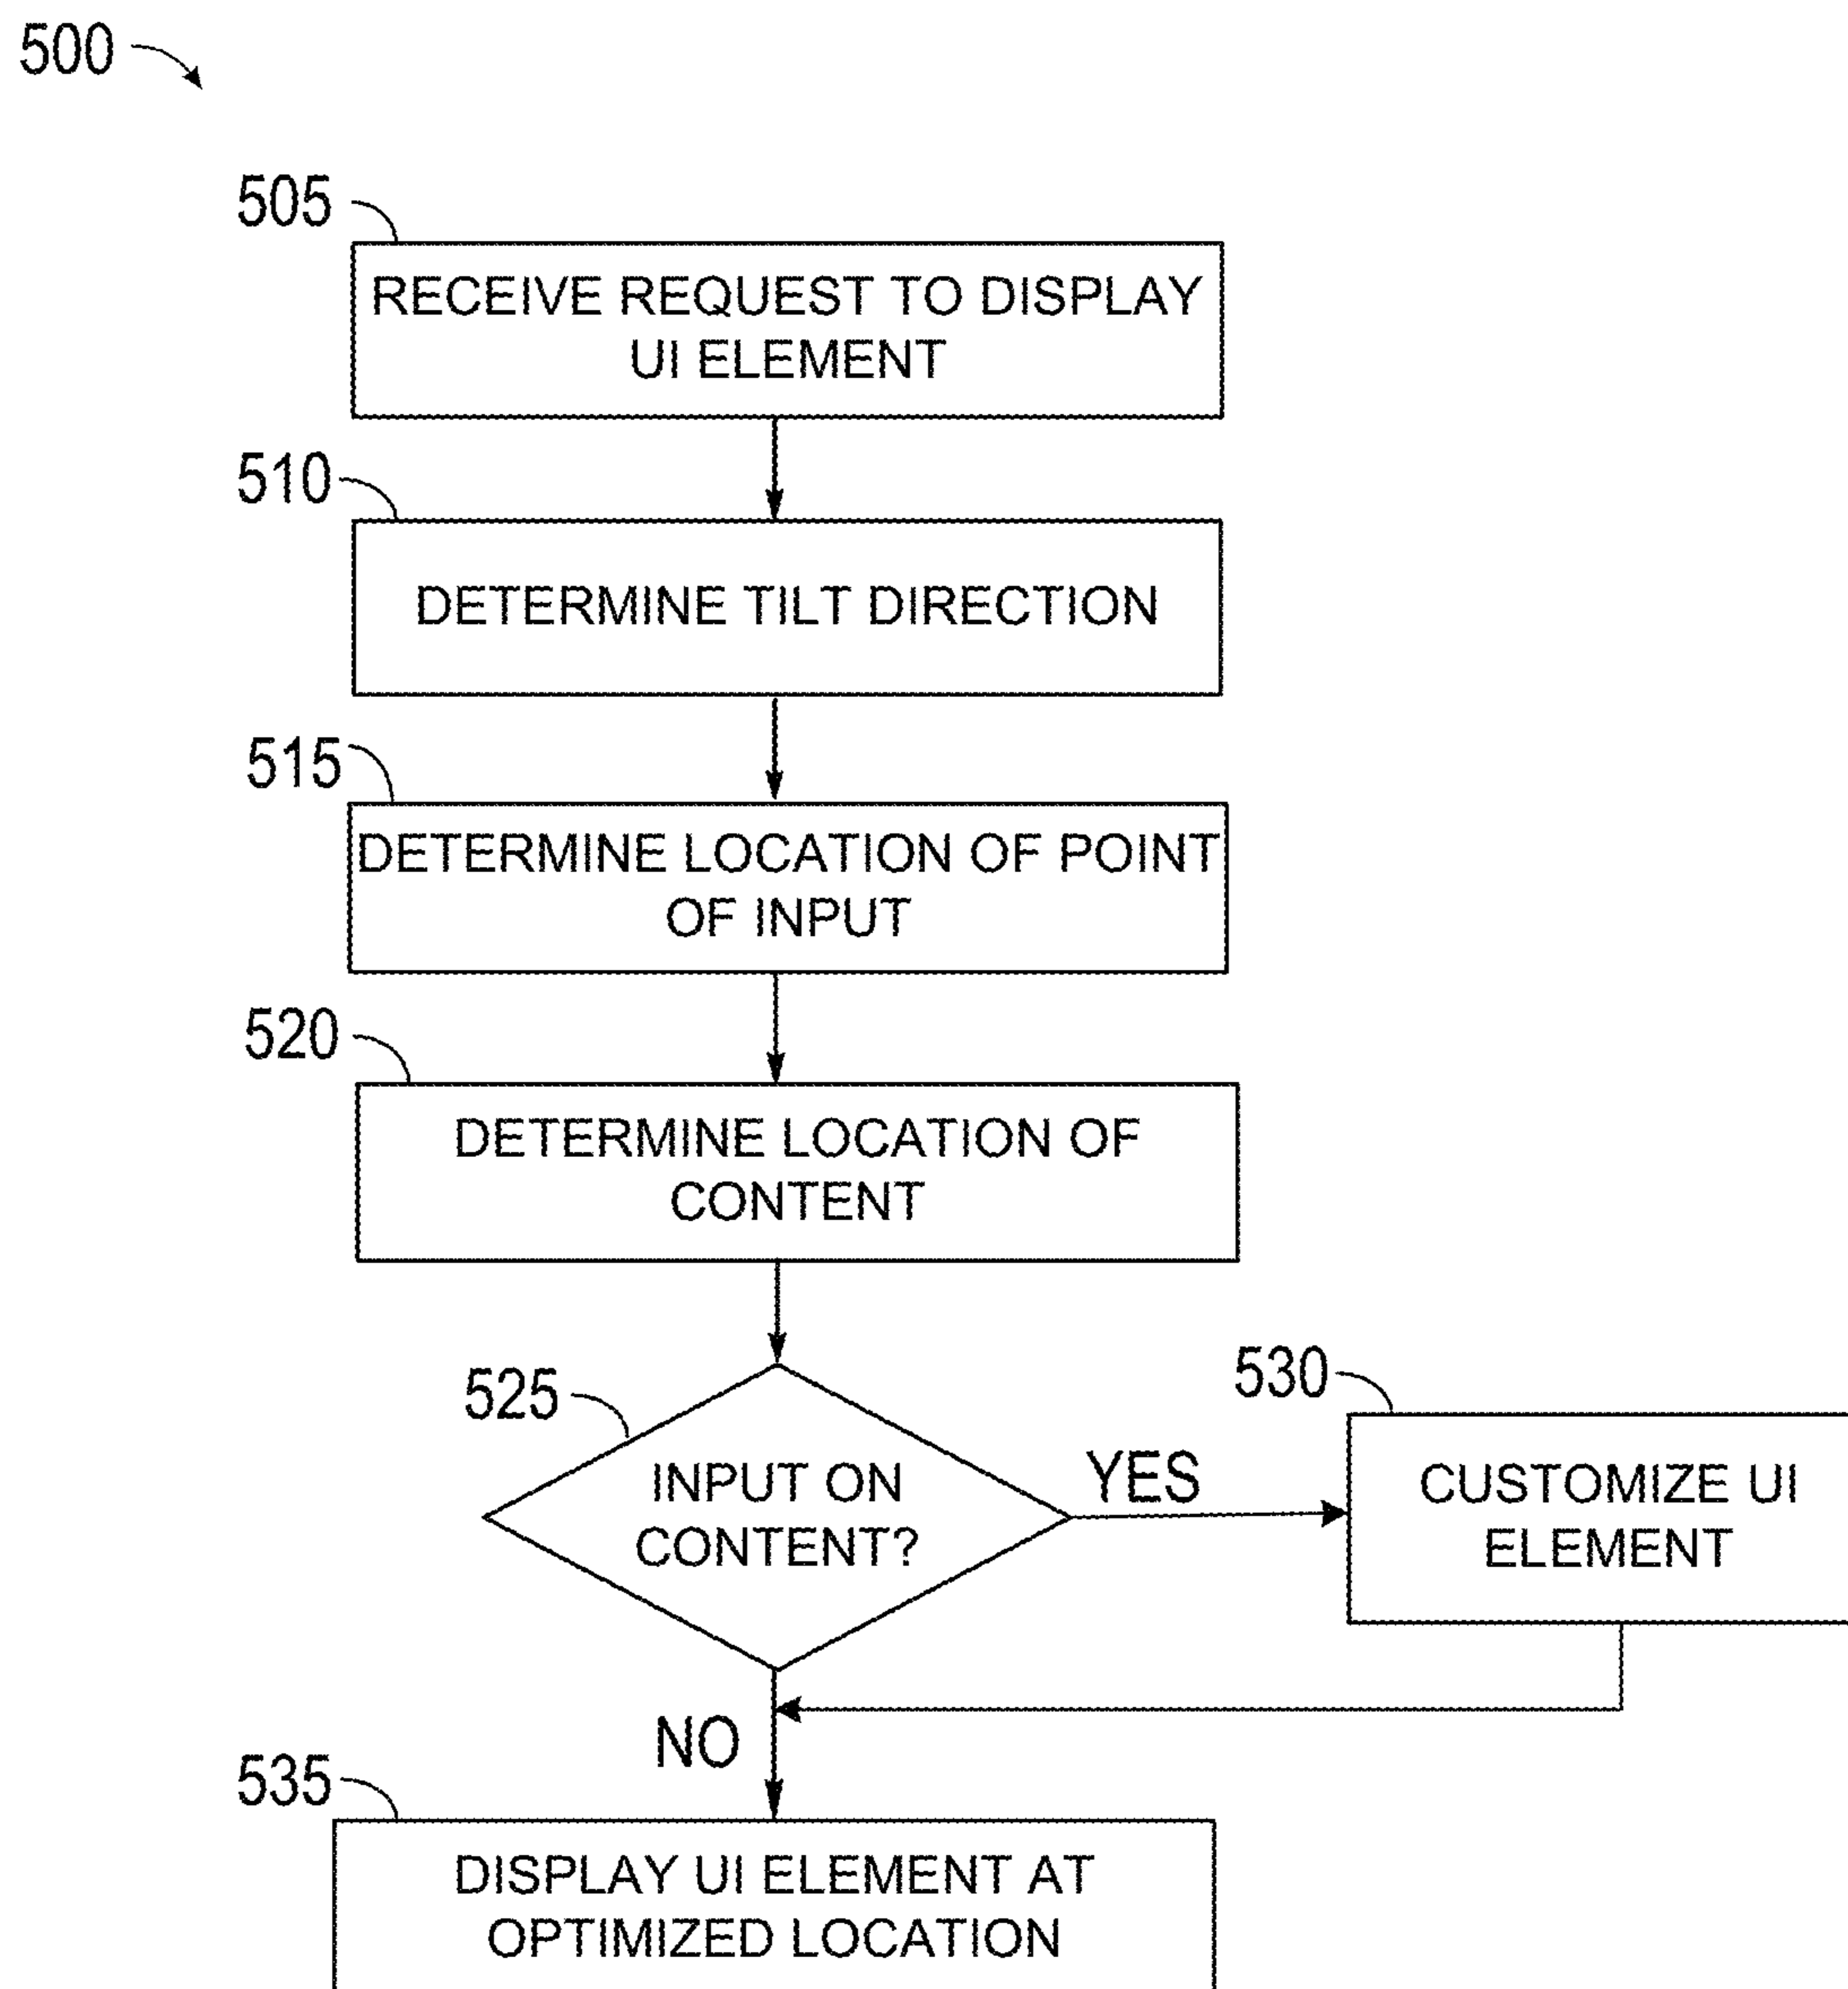 500
505
RECEIVE REQUEST TO DISPLAY
UI ELEMENT
510
DETERMINE TILT DIRECTION
515
DETERMINE LOCATION OF POINT
OF INPUT
520
DETERMINE LOCATION OF
CONTENT
525
INPUT ON
CONTENT?
YES
530
CUSTOMIZE UI
ELEMENT
NO
535
DISPLAY UI ELEMENT AT
OPTIMIZED LOCATION